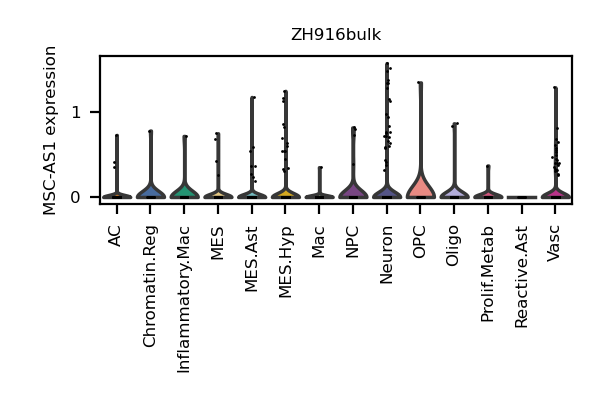 ZH916bulk
MSC-AS1 expression
1
0
AC
Chromatin.Reg
Inflammatory.Mac
MES
MES.Ast
MES.Hyp
Mac
NPC
Neuron
OPC
Oligo
Prolif.Metab
Reactive.Ast
Vasc